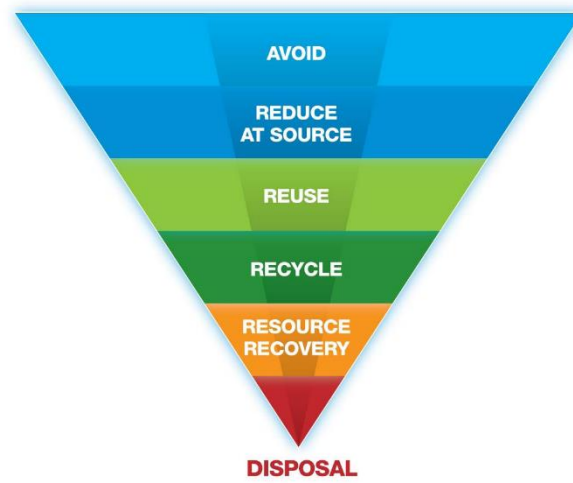 AVOID
REDUCE
AT SOURCE
REUSE
RECYCLE
RESOURCE
RECOVERY
DISPOSAL